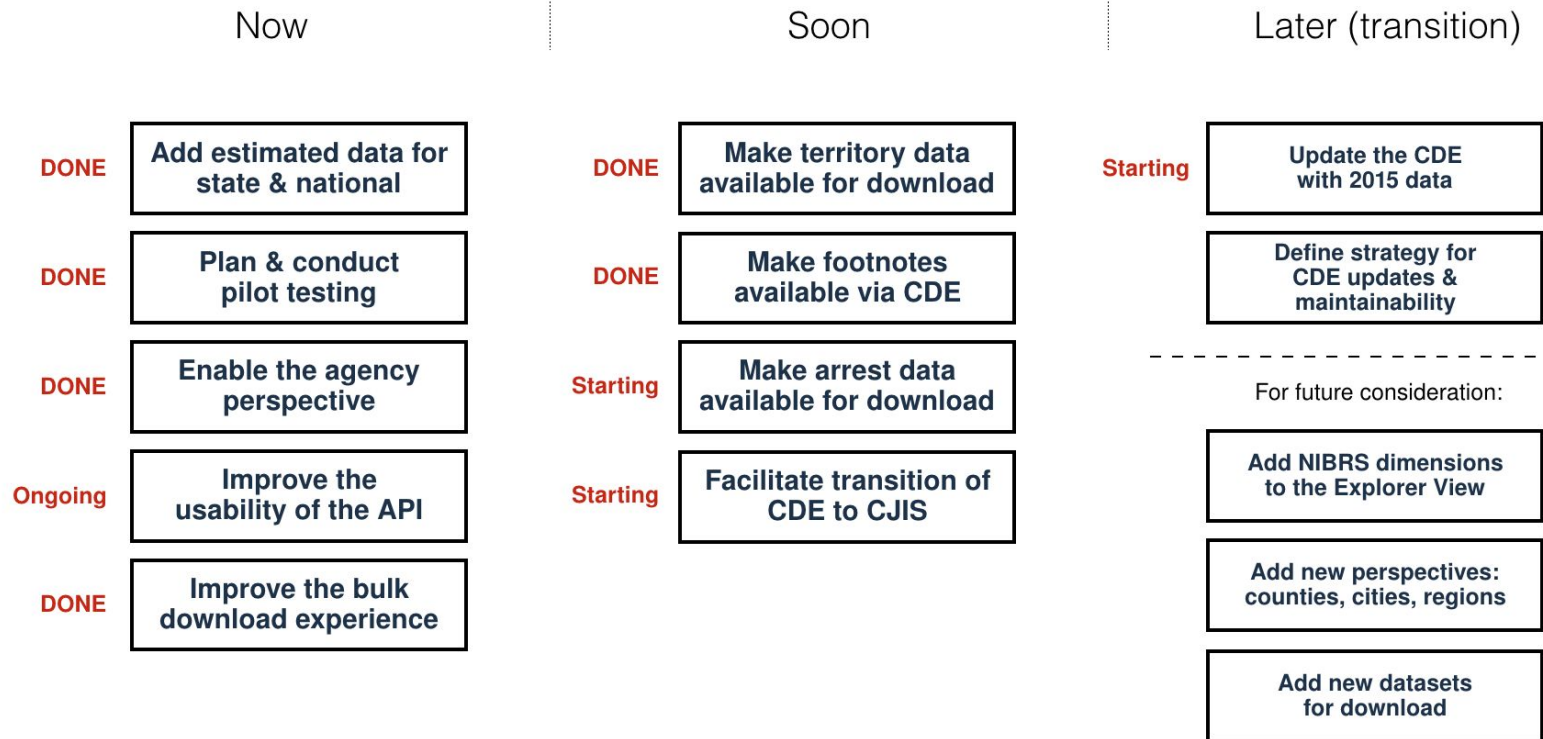 Now
DONE
Add estimated data for
state & national
DONE
Plan & conduct
pilot testing
DONE
Enable the agency
perspective
Ongoing
Improve the
usability of the API
DONE
Improve the bulk
download experience
Soon
DONE
Make territory data
available for download
DONE
Make footnotes
available via CDE
Starting
Make arrest data
available for download
Starting
Facilitate transition of
CDE to CJIS
Later (transition)
Starting
Update the CDE
with 2015 data
Define strategy for
CDE updates &
maintainability
For future consideration:
Add NIBRS dimensions
to the Explorer View
Add new perspectives:
counties, cities, regions
Add new datasets
for download